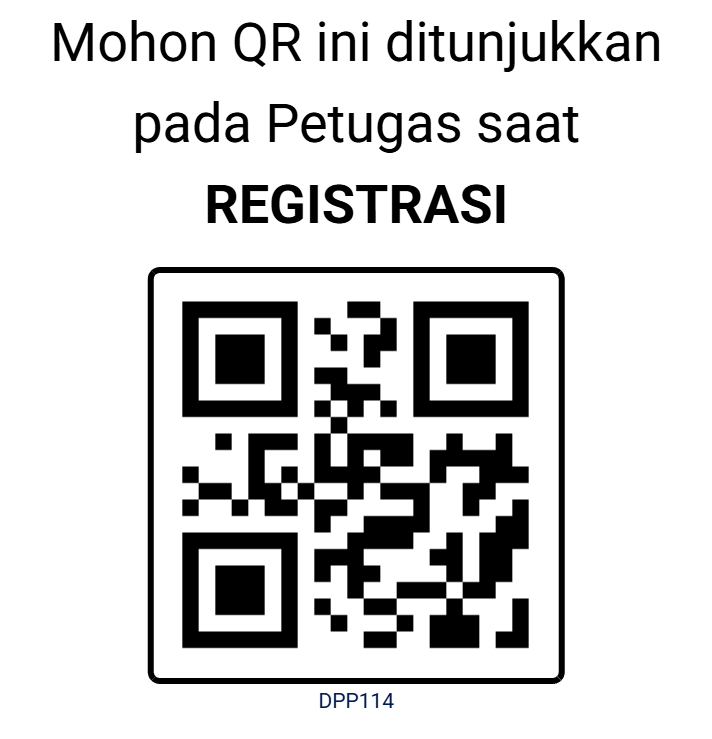 Mohon QR ini ditunjukkan
pada Petugas saat
REGISTRASI
DPP114